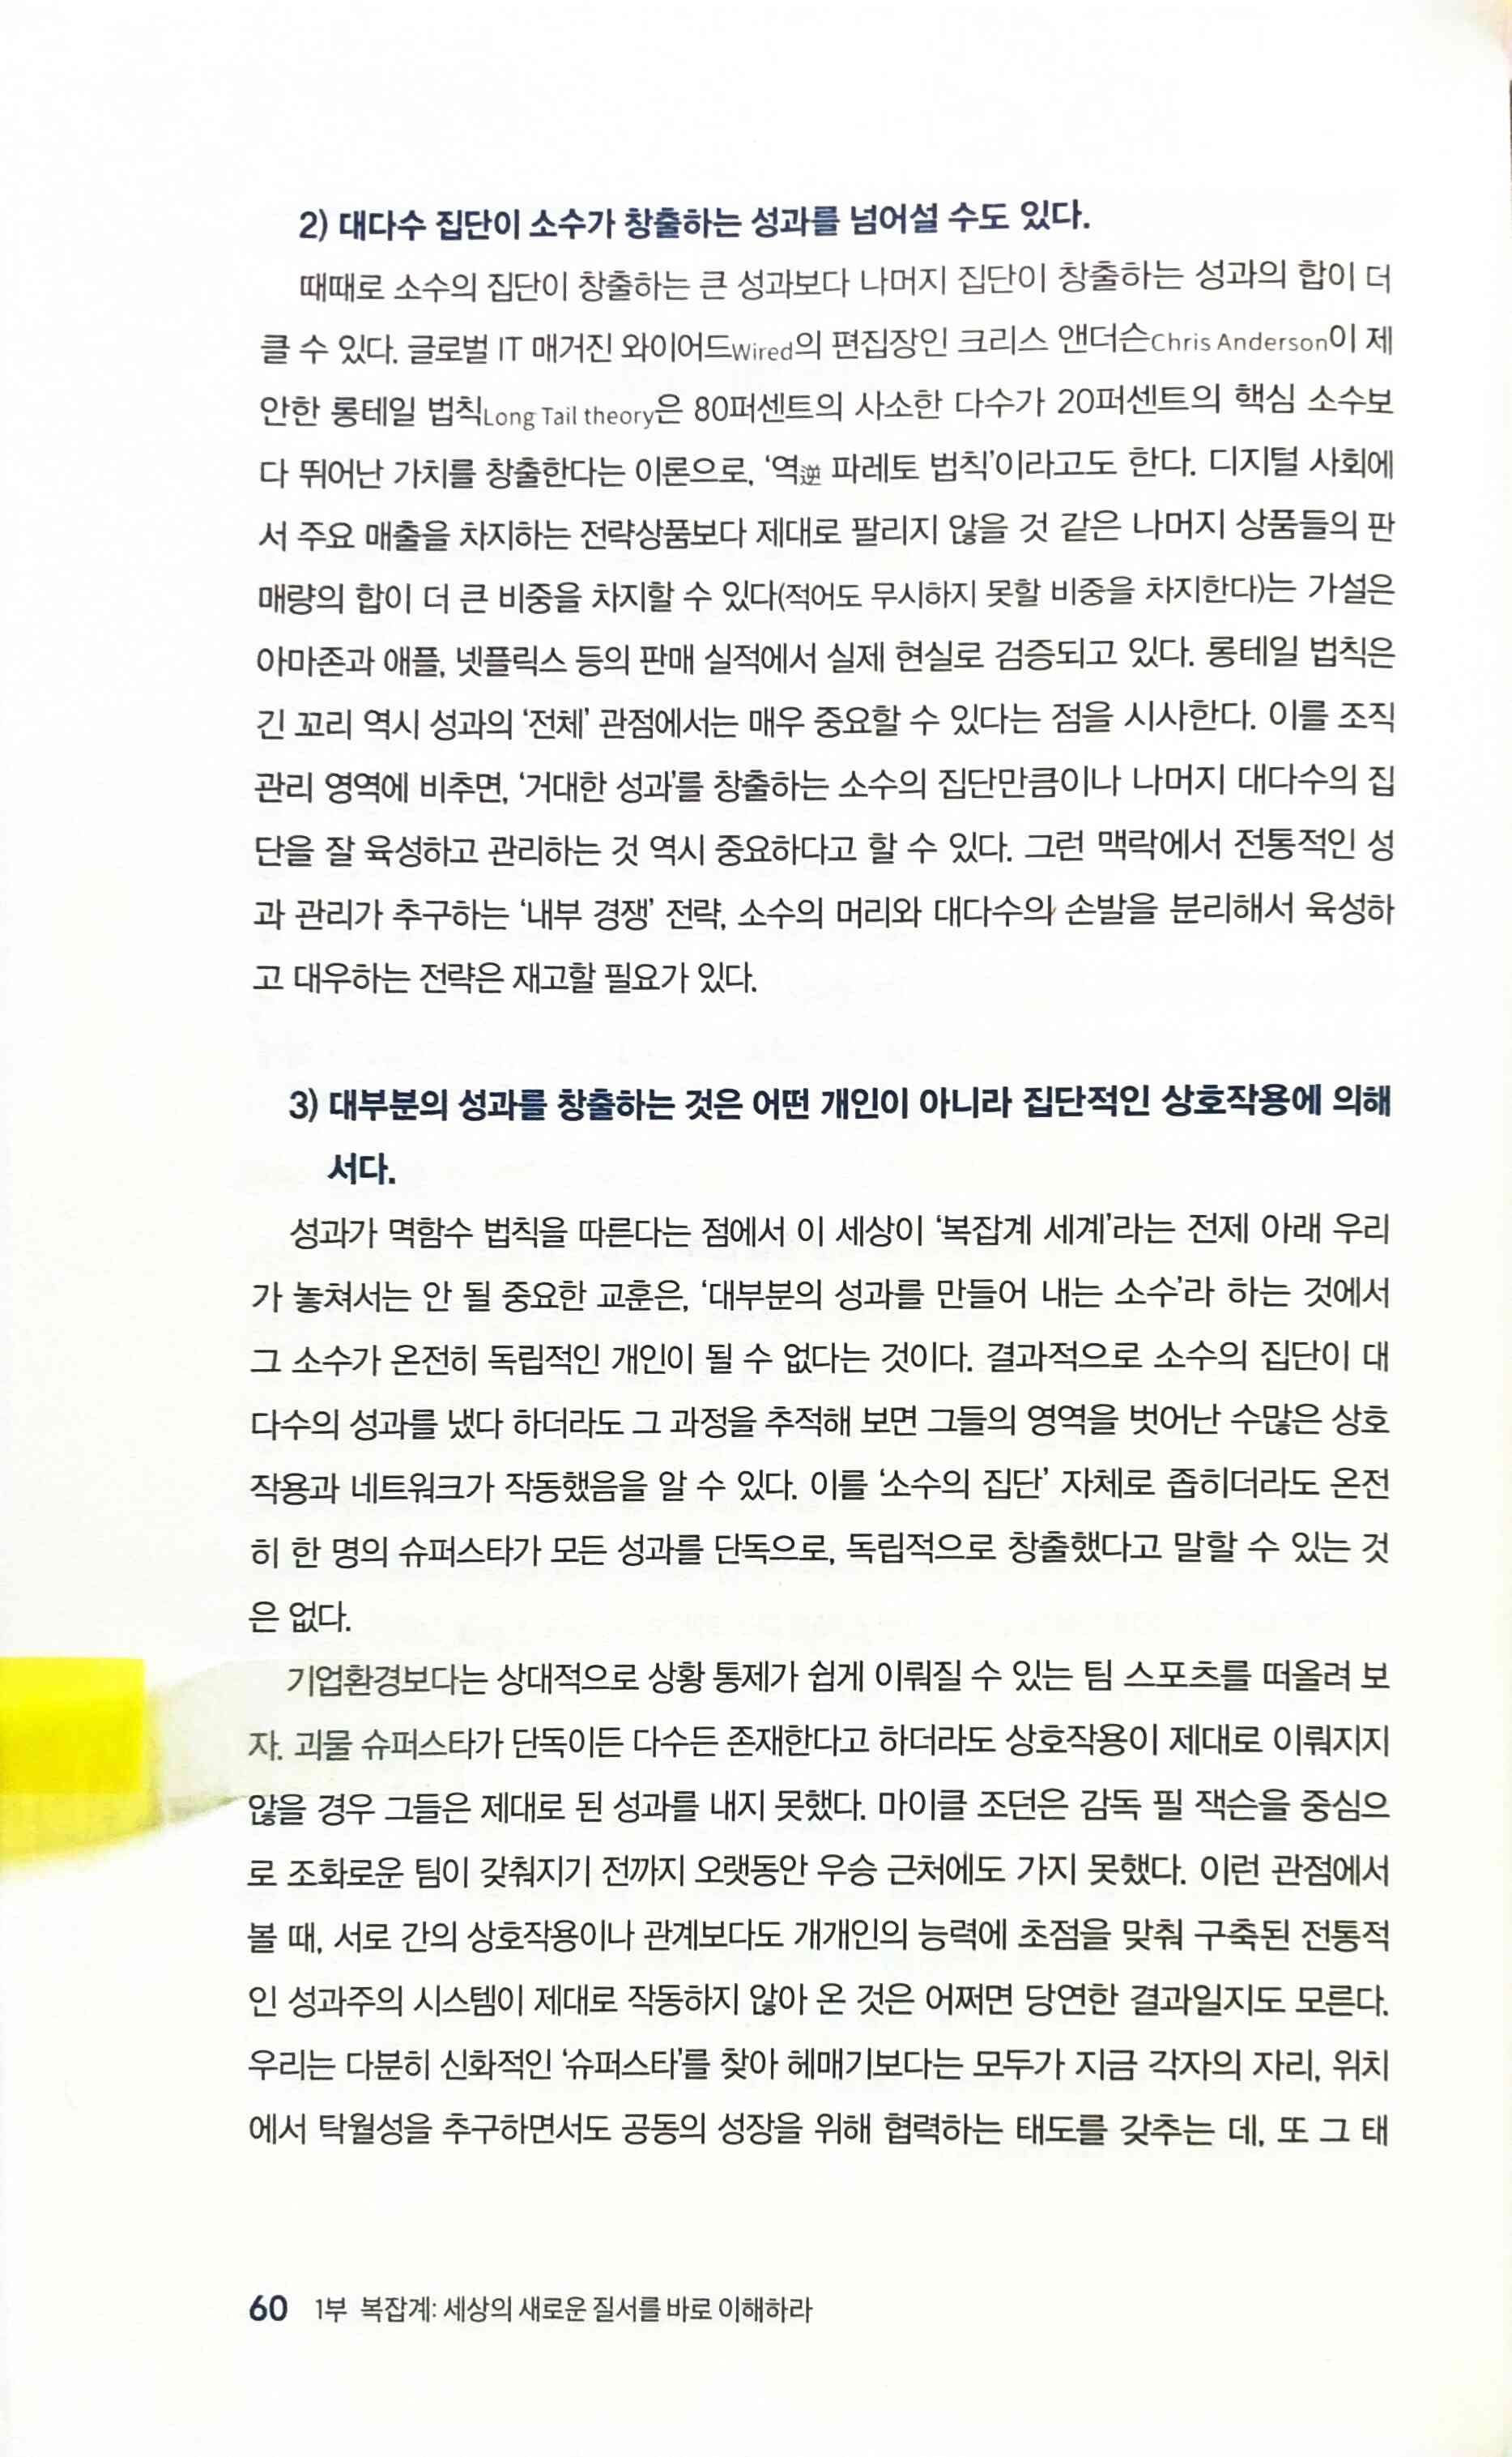 2) 대다수 집단이 소수가 창출하는 성과를 넘어설 수도 있다.
때때로 소수의 집단이 창출하는 큰 성과보다 나머지 집단이 창출하는 성과의 합이 더
클 수 있다. 글로벌 IT 매거진 와이어드Wired의 편집장인 크리스 앤더슨Chris Anderson이 제
안한 롱테일 법칙Long Tail theory은 80퍼센트의 사소한 다수가 20퍼센트의 핵심 소수보
다 뛰어난 가치를 창출한다는 이론으로, ‘역逆 파레토 법칙’이라고도 한다. 디지털 사회에
서 주요 매출을 차지하는 전략상품보다 제대로 팔리지 않을 것 같은 나머지 상품들의 판
매량의 합이 더 큰 비중을 차지할 수 있다(적어도 무시하지 못할 비중을 차지한다)는 가설은
아마존과 애플, 넷플릭스 등의 판매 실적에서 실제 현실로 검증되고 있다. 롱테일 법칙은
긴 꼬리 역시 성과의 ‘전체’ 관점에서는 매우 중요할 수 있다는 점을 시사한다. 이를 조직
관리 영역에 비추면, ‘거대한 성과’를 창출하는 소수의 집단만큼이나 나머지 대다수의 집
단을 잘 육성하고 관리하는 것 역시 중요하다고 할 수 있다. 그런 맥락에서 전통적인 성
과 관리가 추구하는 ‘내부 경쟁’ 전략, 소수의 머리와 대다수의 손발을 분리해서 육성하
고 대우하는 전략은 재고할 필요가 있다.
3) 대부분의 성과를 창출하는 것은 어떤 개인이 아니라 집단적인 상호작용에 의해
서다.
성과가 멱함수 법칙을 따른다는 점에서 이 세상이 ‘복잡계 세계’라는 전제 아래 우리
가 놓쳐서는 안 될 중요한 교훈은, ‘대부분의 성과를 만들어 내는 소수’라 하는 것에서
그 소수가 온전히 독립적인 개인이 될 수 없다는 것이다. 결과적으로 소수의 집단이 대
다수의 성과를 냈다 하더라도 그 과정을 추적해 보면 그들의 영역을 벗어난 수많은 상호
작용과 네트워크가 작동했음을 알 수 있다. 이를 ‘소수의 집단’ 자체로 좁히더라도 온전
히 한 명의 슈퍼스타가 모든 성과를 단독으로, 독립적으로 창출했다고 말할 수 있는 것
은 없다.
기업환경보다는 상대적으로 상황 통제가 쉽게 이뤄질 수 있는 팀 스포츠를 떠올려 보
자. 괴물 슈퍼스타가 단독이든 다수든 존재한다고 하더라도 상호작용이 제대로 이뤄지지
않을 경우 그들은 제대로 된 성과를 내지 못했다. 마이클 조던은 감독 필 잭슨을 중심으
로 조화로운 팀이 갖춰지기 전까지 오랫동안 우승 근처에도 가지 못했다. 이런 관점에서
볼 때, 서로 간의 상호작용이나 관계보다도 개개인의 능력에 초점을 맞춰 구축된 전통적
인 성과주의 시스템이 제대로 작동하지 않아 온 것은 어쩌면 당연한 결과일지도 모른다.
우리는 다분히 신화적인 ‘슈퍼스타’를 찾아 헤매기보다는 모두가 지금 각자의 자리, 위치
에서 탁월성을 추구하면서도 공동의 성장을 위해 협력하는 태도를 갖추는 데, 또 그 태
60 1부 복잡계: 세상의 새로운 질서를 바로 이해하라